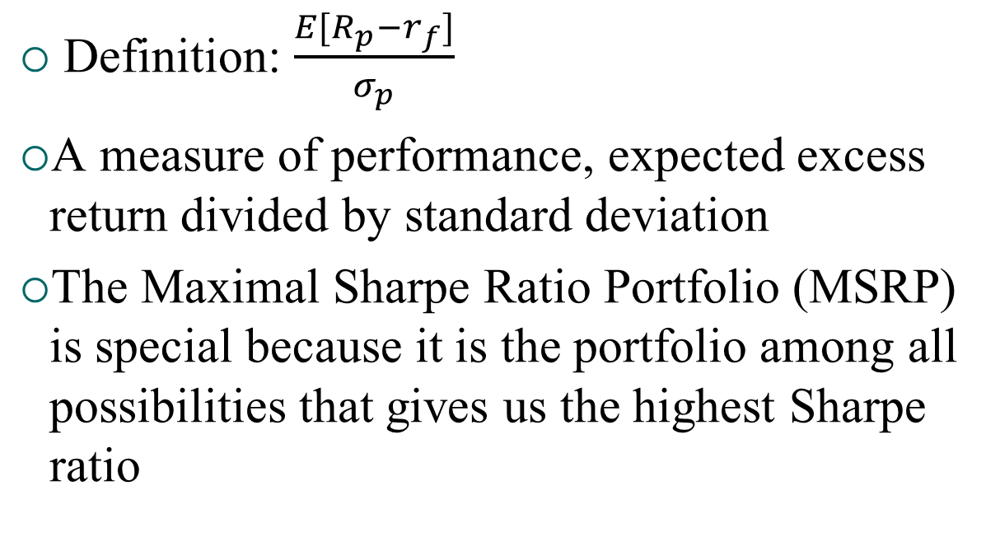 ○ Definition: $\frac{E[R_p - r_f]}{\sigma_p}$
○A measure of performance, expected excess
return divided by standard deviation
○The Maximal Sharpe Ratio Portfolio (MSRP)
is special because it is the portfolio among all
possibilities that gives us the highest Sharpe
ratio